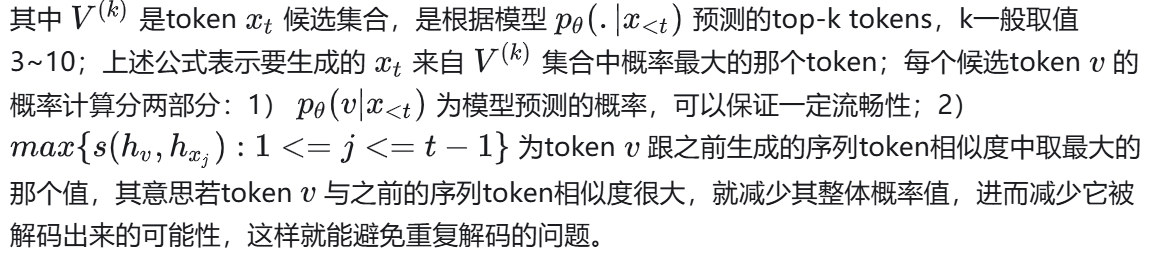 其中 V^{(k)} 是token x_t 候选集合，是根据模型 p_θ(.|x_{<t}) 预测的top-k tokens，k一般取值
3~10；上述公式表示要生成的 x_t 来自 V^{(k)} 集合中概率最大的那个token；每个候选token v 的
概率计算分两部分：1） p_θ(v|x_{<t}) 为模型预测的概率，可以保证一定流畅性；2）
max{s(h_v, h_{x_j}) : 1 <= j <= t − 1} 为token v 跟之前生成的序列token相似度中取最大的
那个值，其意思若token v 与之前的序列token相似度很大，就减少其整体概率值，进而减少它被
解码出来的可能性，这样就能避免重复解码的问题。